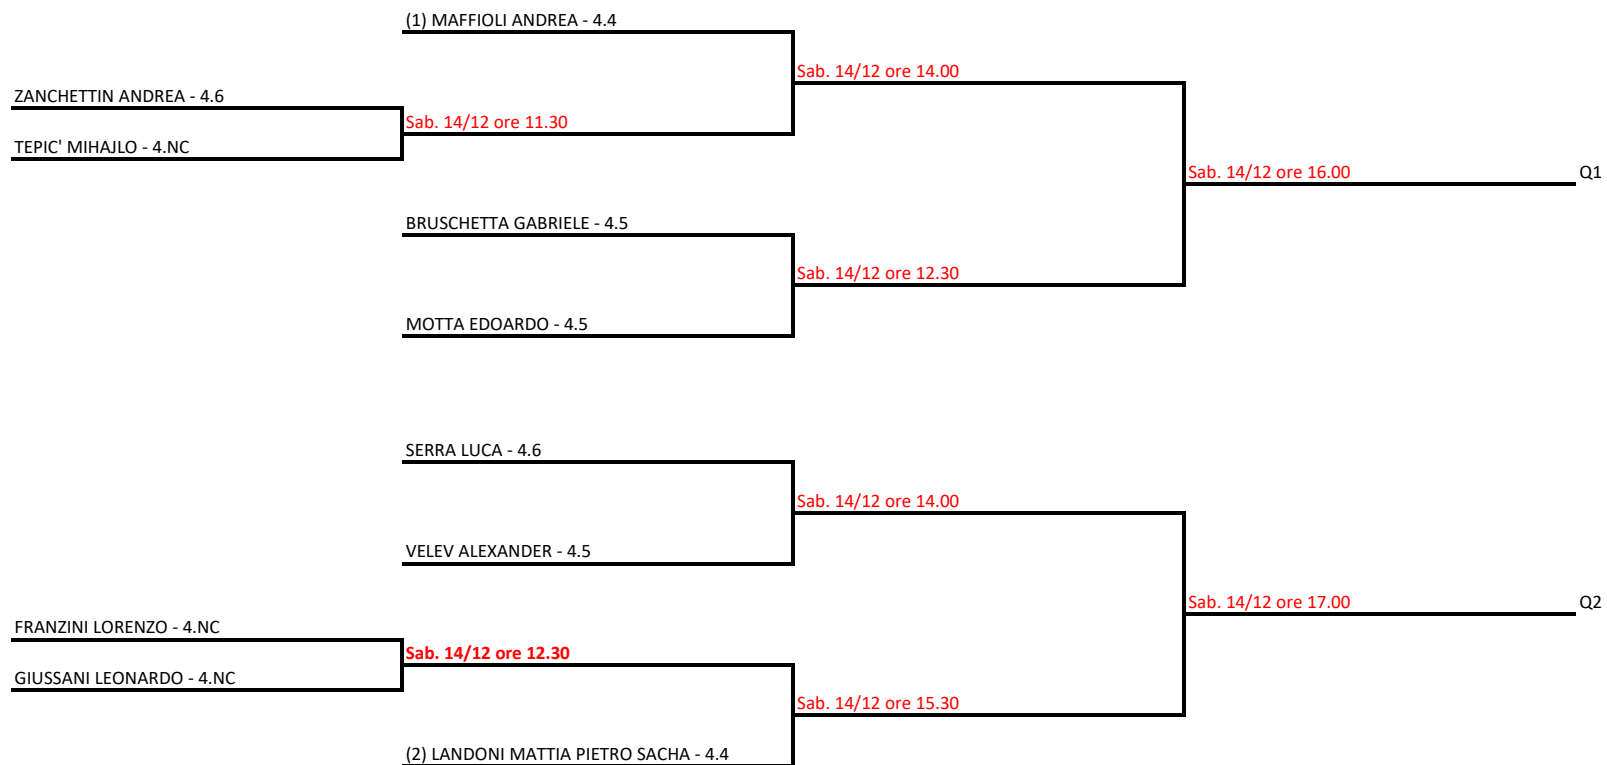 (1) MAFFIOLI ANDREA - 4.4
Sab. 14/12 ore 14.00
ZANCHETTIN ANDREA - 4.6
Sab. 14/12 ore 11.30
TEPIC' MIHAJLO - 4.NC
Sab. 14/12 ore 16.00
Q1
BRUSCHETTA GABRIELE - 4.5
Sab. 14/12 ore 12.30
MOTTA EDOARDO - 4.5
SERRA LUCA - 4.6
Sab. 14/12 ore 14.00
VELEV ALEXANDER - 4.5
Sab. 14/12 ore 17.00
Q2
FRANZINI LORENZO - 4.NC
Sab. 14/12 ore 12.30
GIUSSANI LEONARDO - 4.NC
Sab. 14/12 ore 15.30
(2) LANDONI MATTIA PIETRO SACHA - 4.4